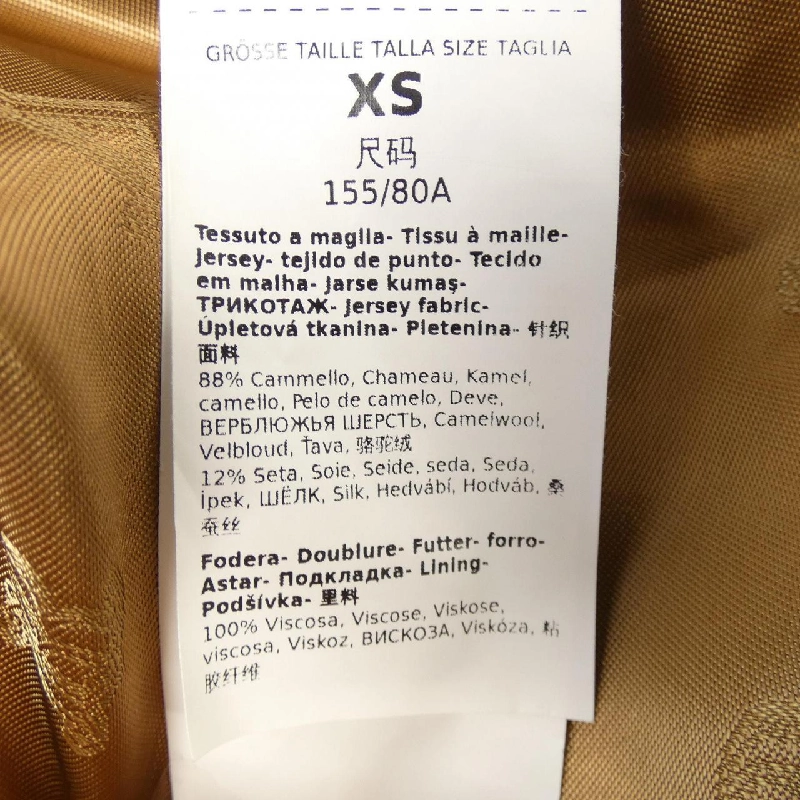 GRÖSSE TAILLE TALLA SIZE TAGLIA
XS
尺码
155/80A
Tessuto a maglia- Tissu à maille-
Jersey- tejido de punto- Tecido
em malha- Jarse kumaş-
ТРИКОТАЖ- Jersey fabric-
Úpletová tkanina- Pletenina- 针织
面料
88% Cammello, Chameau, Kamel,
camello, Pelo de camelo, Deve,
ВЕРБЛЮЖЬЯ ШЕРСТЬ, Camelwool,
Velbloud, Ťava, 骆驼绒
12% Seta, Soie, Seide, seda, Seda,
İpek, ШЁЛК, Silk, Hedvábí, Hodváb, 桑
蚕丝
Fodera- Doublure- Futter- forro-
Astar- Подкладка- Lining-
Podšívka- 里料
100% Viscosa, Viscose, Viskose,
viscosa, Viskoz, ВИСКОЗА, Viskóza, 粘
胶纤维